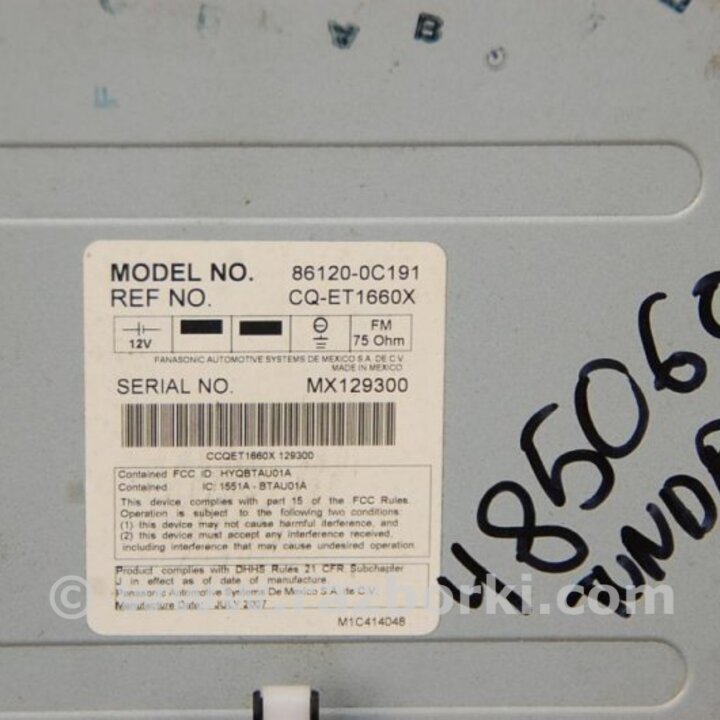 B
MODEL NO. 86120-0C191
REF NO. CQ-ET1660X
12V
FM
75 Ohm
PANASONIC AUTOMOTIVE SYSTEMS DE MEXICO S.A. DE C.V.
MADE IN MEXICO
SERIAL NO. MX129300
CCQET1660X 129300
Contained FCC ID: HYQBTAU01A
Contained IC: 1551A - BTAU01A
This device complies with part 15 of the FCC Rules.
Operation is subject to the following two conditions:
(1) this device may not cause harmful iterference, and
(2) this device must accept any interference received,
including interference that may cause undesired operation.
Product complies with DHHS Rules 21 CFR Subchapter
J in effect as of date of manufacture.
Panasonic Automotive Systems De Mexico S.A. de C.V.
Manufacture Date: JULY 2007
M1C414048